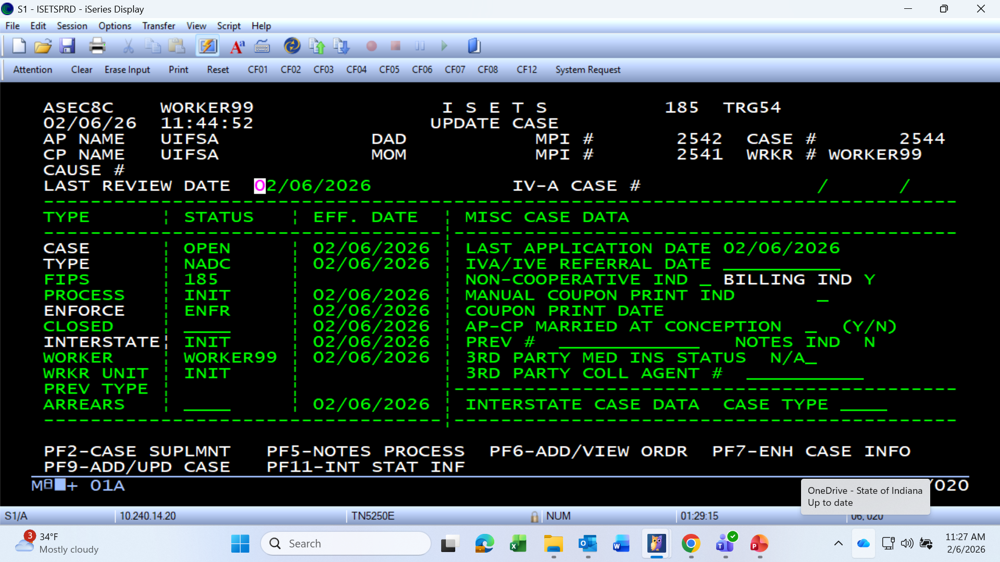 S1 - ISETSPRD - iSeries Display
File Edit Session Options Transfer View Script Help
Attention Clear Erase Input Print Reset CF01 CF02 CF03 CF04 CF05 CF06 CF07 CF08 CF12 System Request
ASEC8C WORKER99 I S E T S 185 TRG54
02/06/26 11:44:52 UPDATE CASE
AP NAME UIFSA DAD MPI # 2542 CASE # 2544
CP NAME UIFSA MOM MPI # 2541 WRKR # WORKER99
CAUSE #
LAST REVIEW DATE 02/06/2026 IV-A CASE # / /
TYPE ¦ STATUS ¦ EFF. DATE ¦ MISC CASE DATA
CASE ¦ OPEN ¦ 02/06/2026 ¦ LAST APPLICATION DATE 02/06/2026
TYPE ¦ NADC ¦ 02/06/2026 ¦ IVA/IVE REFERRAL DATE __________
FIPS ¦ 185 ¦ ¦ NON-COOPERATIVE IND _ BILLING IND Y
PROCESS ¦ INIT ¦ 02/06/2026 ¦ MANUAL COUPON PRINT IND _
ENFORCE ¦ ENFR ¦ 02/06/2026 ¦ COUPON PRINT DATE
CLOSED ¦ ____ ¦ 02/06/2026 ¦ AP-CP MARRIED AT CONCEPTION _ (Y/N)
INTERSTATE¦ INIT ¦ 02/06/2026 ¦ PREV # ____________ NOTES IND N
WORKER ¦ WORKER99 ¦ 02/06/2026 ¦ 3RD PARTY MED INS STATUS N/A_
WRKR UNIT ¦ INIT ¦ ¦ 3RD PARTY COLL AGENT # __________
PREV TYPE ¦ ¦ ¦
ARREARS ¦ ____ ¦ 02/06/2026 ¦ INTERSTATE CASE DATA CASE TYPE ____
PF2-CASE SUPLMNT PF5-NOTES PROCESS PF6-ADD/VIEW ORDR PF7-ENH CASE INFO
PF9-ADD/UPD CASE PF11-INT STAT INF
M + 01A /020
OneDrive - State of Indiana
Up to date
S1/A 10.240.14.20 TN5250E NUM 01:29:15 06, 020
3 34°F
Mostly cloudy
Search
11:27 AM
2/6/2026